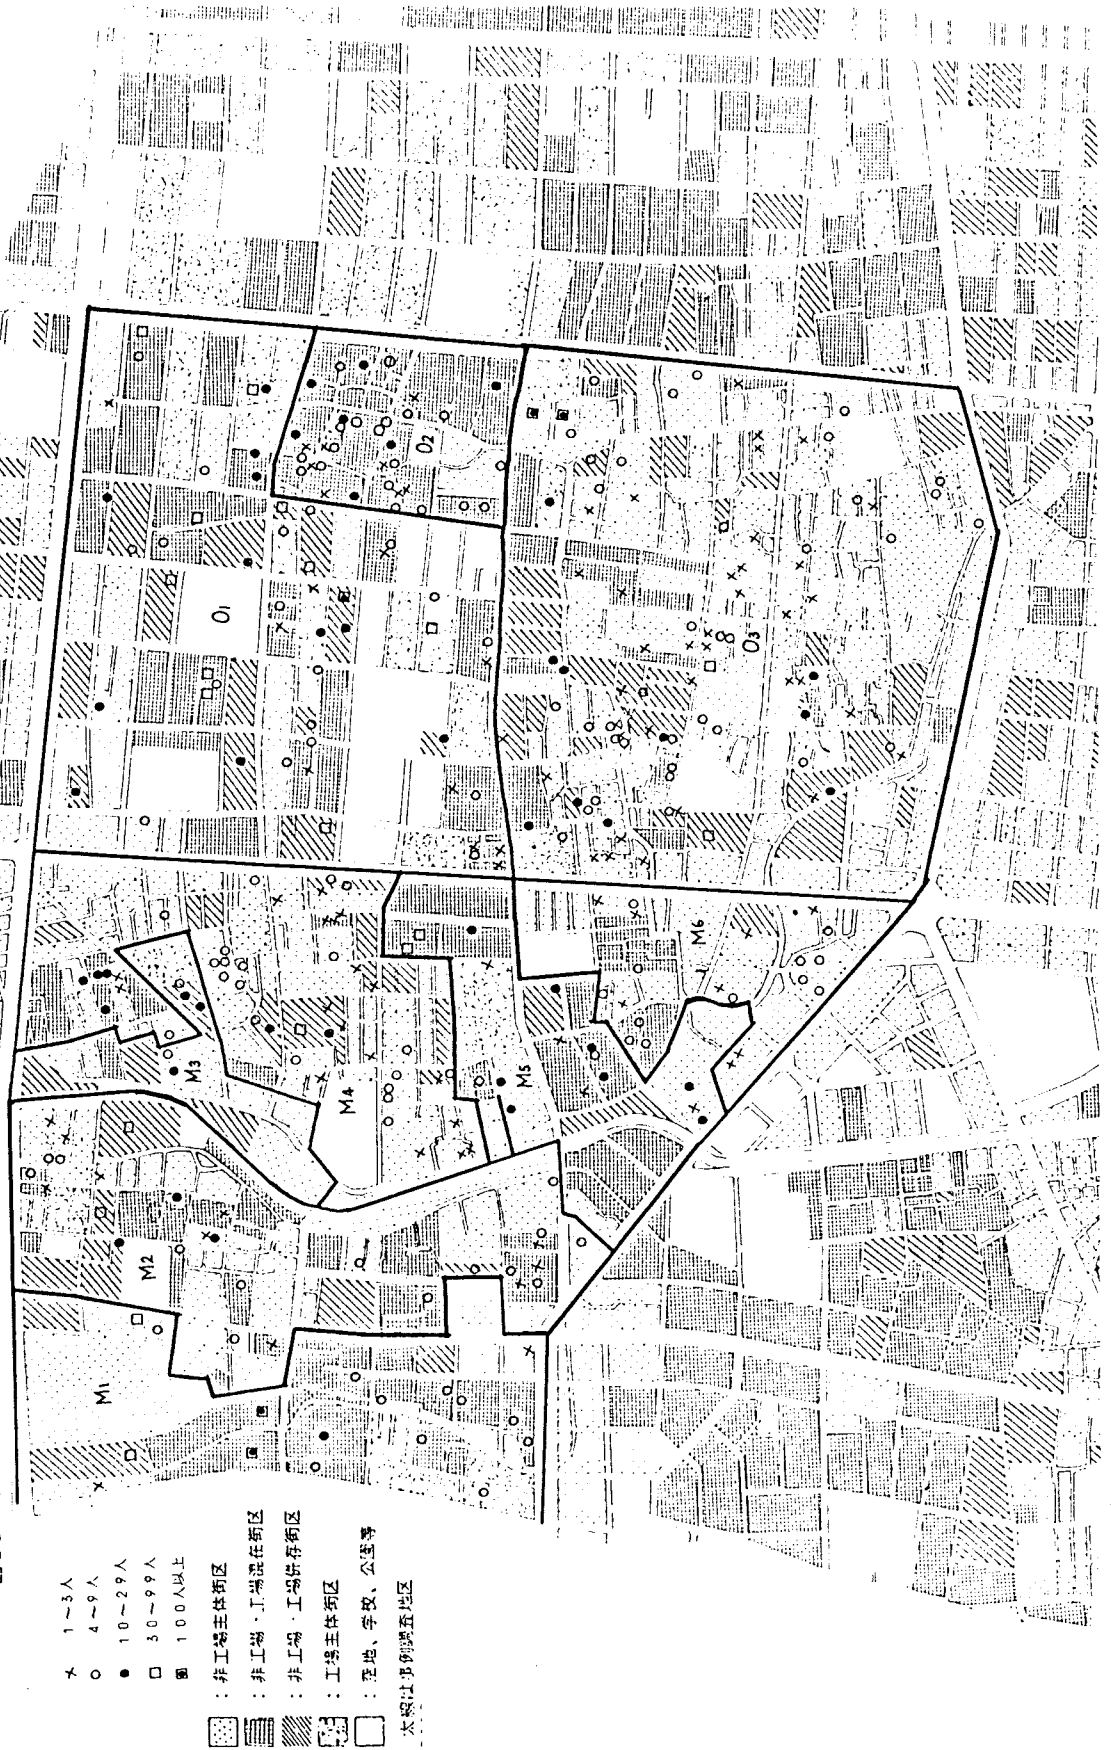 × 1~3人
○ 4~9人
● 10~29人
□ 30~99人
▣ 100人以上
: 非工場主体街区
: 非工場・工場混在街区
: 非工場・工場併存街区
: 工場主体街区
: 空地、学校、公園等
太線は事例調査地区
M1
M2
M3
M4
M5
M6
O1
O2
O3